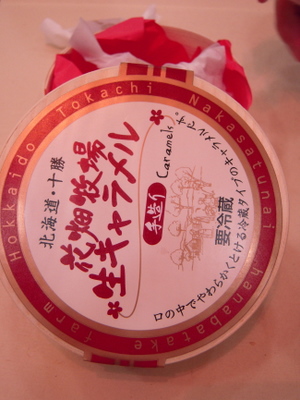 Hokkaido Tokachi Nakasatsunai
hanabatake farm
北海道・十勝
花畑牧場
生キャラメル
手造り
Caramels
要冷蔵
口の中でやわらかくとける冷蔵タイプのキャラメルです。